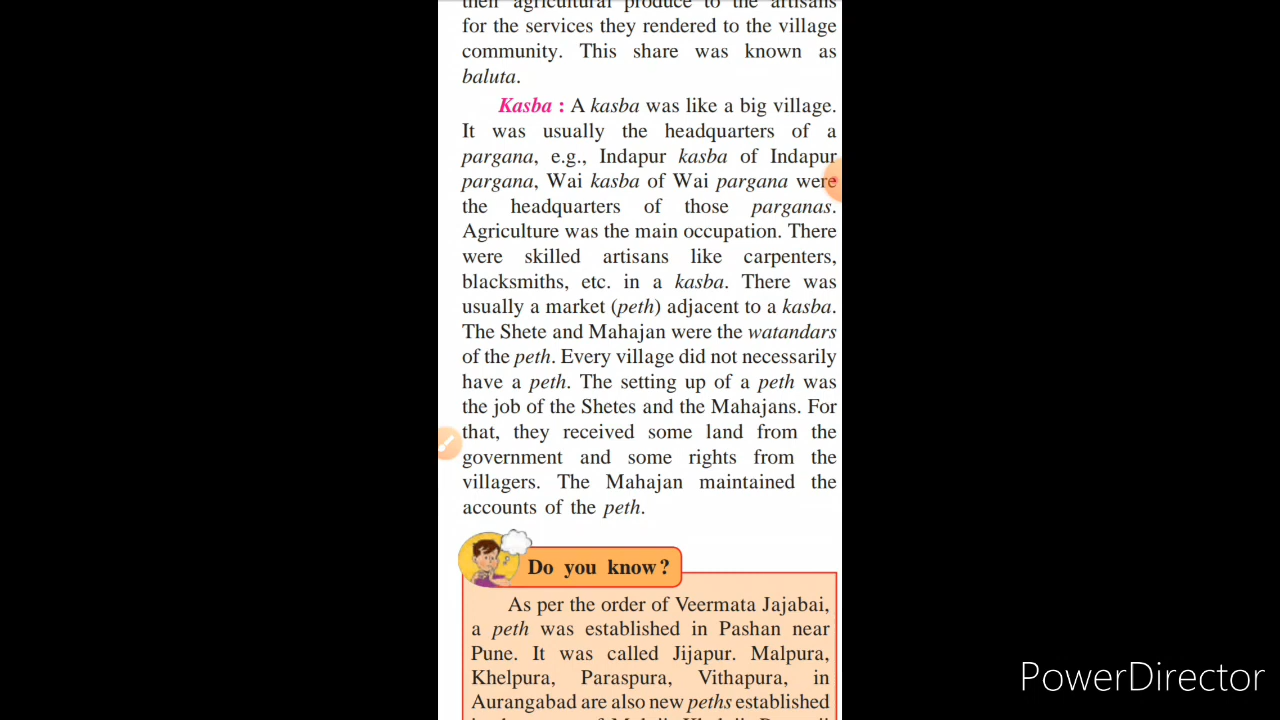 their agricultural produce to the artisans
for the services they rendered to the village
community. This share was known as
baluta.
Kasba : A kasba was like a big village.
It was usually the headquarters of a
pargana, e.g., Indapur kasba of Indapur
pargana, Wai kasba of Wai pargana were
the headquarters of those parganas.
Agriculture was the main occupation. There
were skilled artisans like carpenters,
blacksmiths, etc. in a kasba. There was
usually a market (peth) adjacent to a kasba.
The Shete and Mahajan were the watandars
of the peth. Every village did not necessarily
have a peth. The setting up of a peth was
the job of the Shetes and the Mahajans. For
that, they received some land from the
government and some rights from the
villagers. The Mahajan maintained the
accounts of the peth.
Do you know?
As per the order of Veermata Jajabai,
a peth was established in Pashan near
Pune. It was called Jijapur. Malpura,
Khelpura, Paraspura, Vithapura, in
Aurangabad are also new peths established
PowerDirector